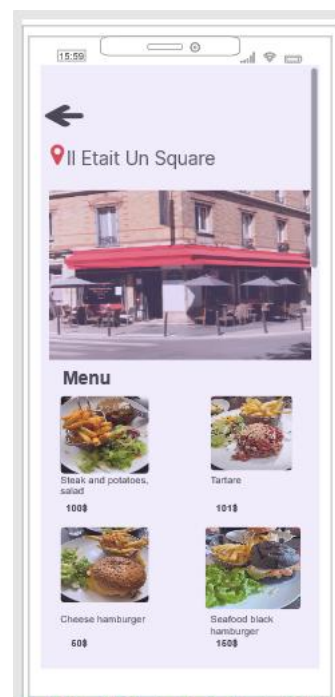 15:59
Il Etait Un Square
Menu
Steak and potatoes,
salad
Tartare
100$
101$
Cheese hamburger
Seafood black
hamburger
60$
160$